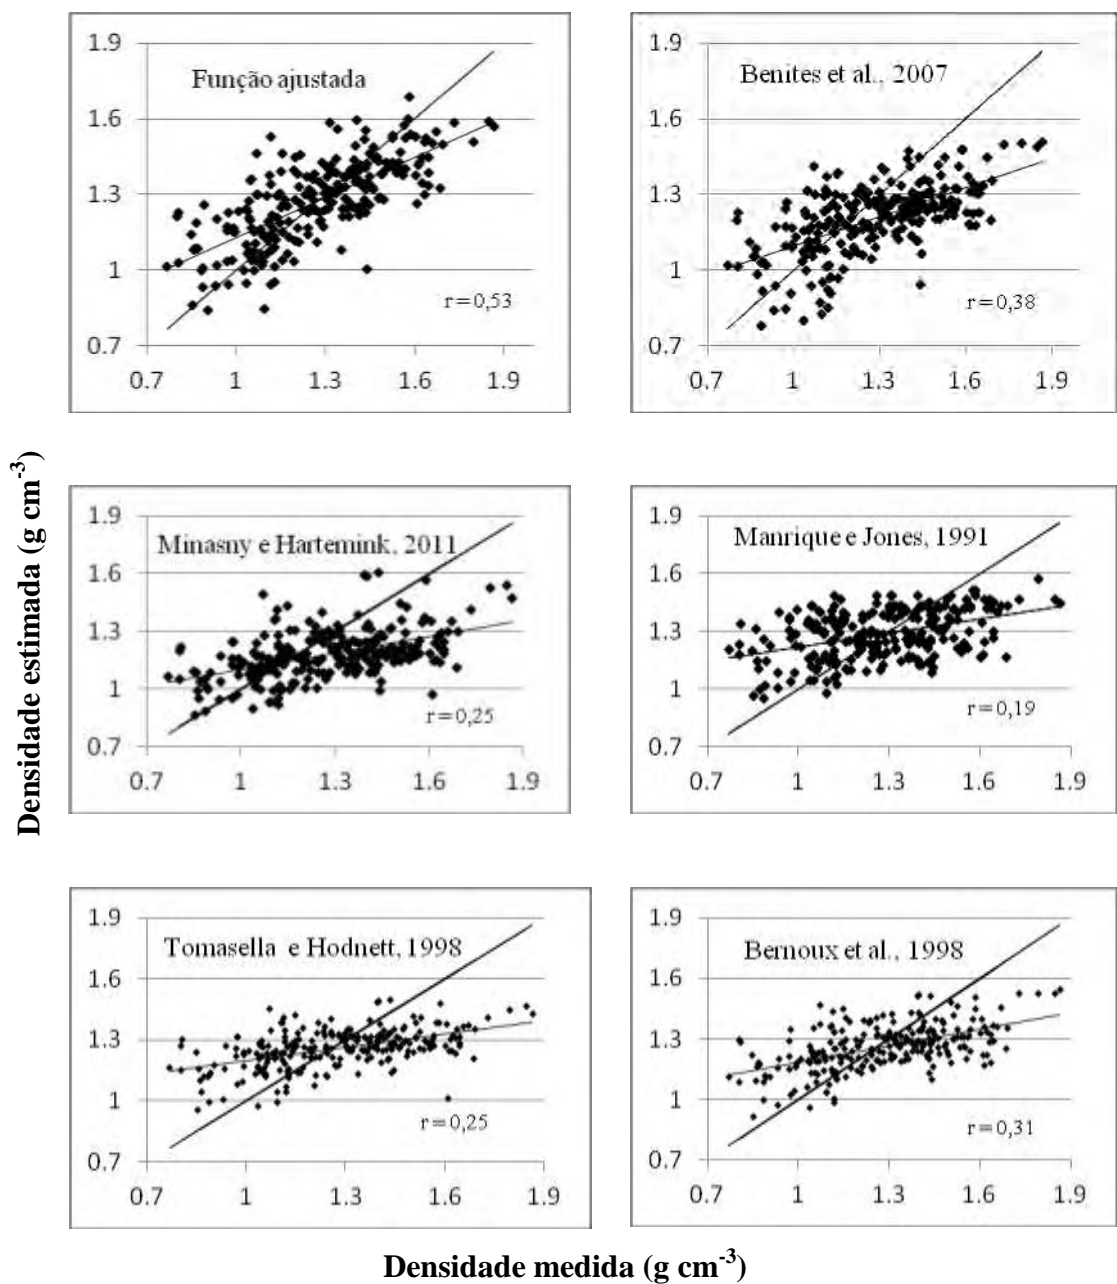 1.9
Função ajustada
1.6
1.3
1
r=0,53
0.7
0.7 1 1.3 1.6 1.9
1.9
Benites et al., 2007
1.6
1.3
1
r=0,38
0.7
0.7 1 1.3 1.6 1.9
Densidade estimada (g cm-3)
1.9
Minasny e Hartemink, 2011
1.6
1.3
1
r=0,25
0.7
0.7 1 1.3 1.6 1.9
1.9
Manrique e Jones, 1991
1.6
1.3
1
r=0,19
0.7
0.7 1 1.3 1.6 1.9
1.9
Tomasella e Hodnett, 1998
1.6
1.3
1
r=0,25
0.7
0.7 1 1.3 1.6 1.9
1.9
Bernoux et al., 1998
1.6
1.3
1
r=0,31
0.7
0.7 1 1.3 1.6 1.9
Densidade medida (g cm-3)